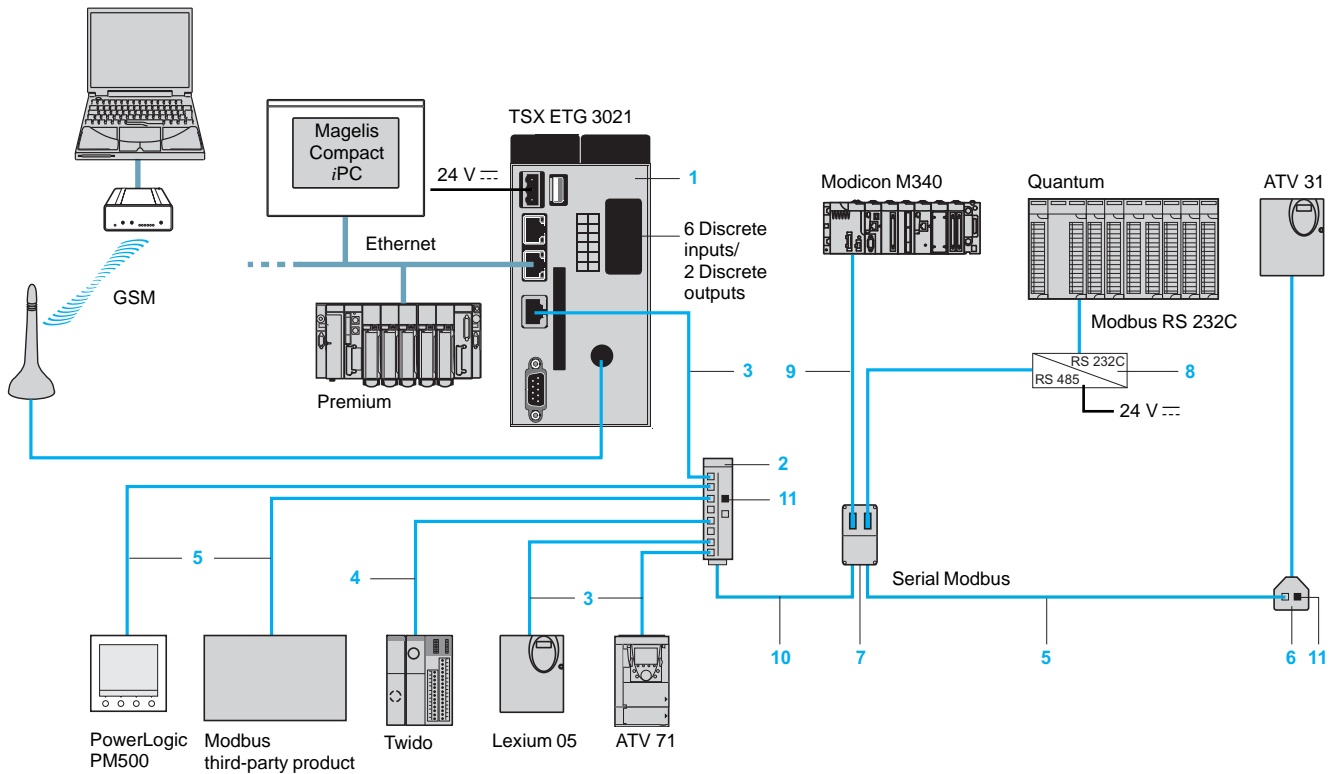 TSX ETG 3021
Magelis
Compact
iPC
24 V
1
Modicon M340
Quantum
ATV 31
6 Discrete
inputs/
2 Discrete
outputs
Ethernet
GSM
Modbus RS 232C
Premium
3
9
RS 232C
RS 485
8
24 V
2
11
5
4
3
Serial Modbus
10
7
5
6
11
PowerLogic
PM500
Modbus
third-party product
Twido
Lexium 05
ATV 71